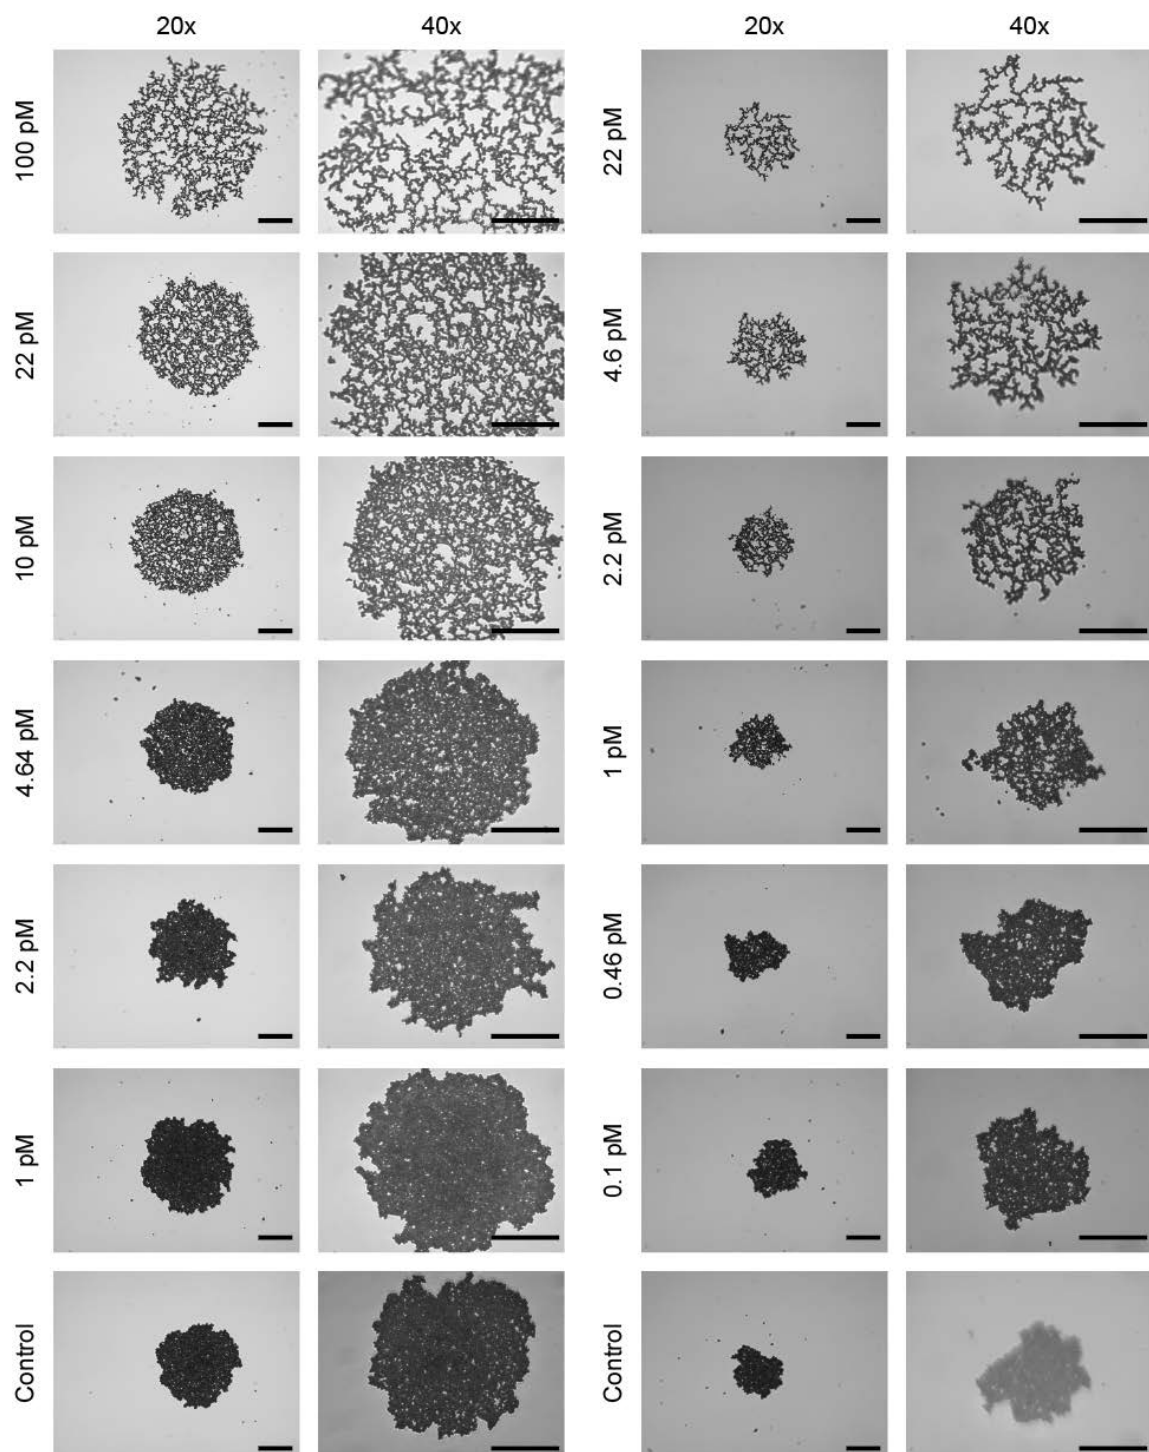 20x 40x 20x 40x
100 pM 22 pM
22 pM 4.6 pM
10 pM 2.2 pM
4.64 pM 1 pM
2.2 pM 0.46 pM
1 pM 0.1 pM
Control Control